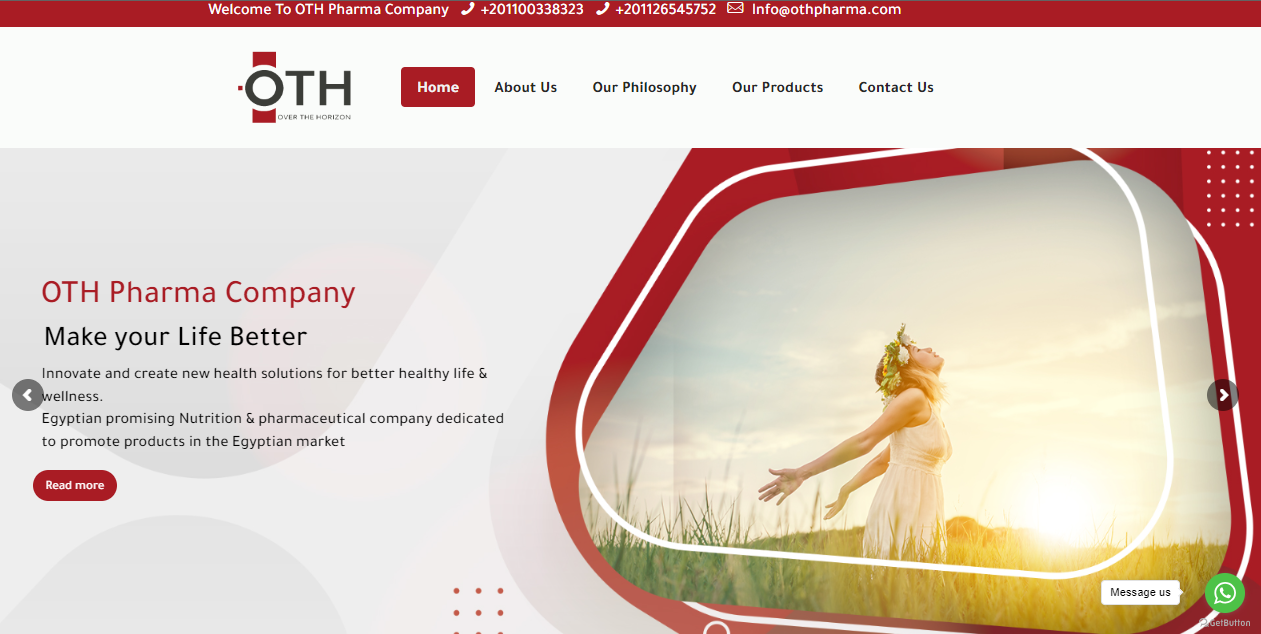 Welcome To OTH Pharma Company +201100338323 +201126545752 Info@othpharma.com
OTH
OVER THE HORIZON
Home About Us Our Philosophy Our Products Contact Us
OTH Pharma Company
Make your Life Better
Innovate and create new health solutions for better healthy life &
wellness.
Egyptian promising Nutrition & pharmaceutical company dedicated
to promote products in the Egyptian market
Read more
Message us
GetButton